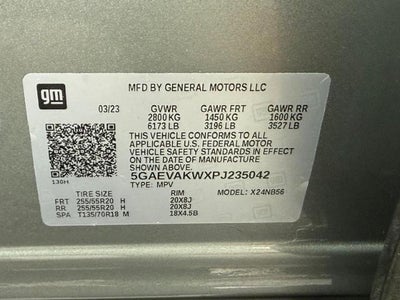 gm
MFD BY GENERAL MOTORS LLC
03/23 GVWR GAWR FRT GAWR RR
2800 KG 1450 KG 1600 KG
6173 LB 3196 LB 3527 LB
THIS VEHICLE CONFORMS TO ALL
APPLICABLE U.S. FEDERAL MOTOR
VEHICLE SAFETY STANDARDS IN EFFECT ON
THE DATE OF MANUFACTURE
SHOWN ABOVE.
5GAEVAKWXPJ235042
TYPE: MPV MODEL: X24NB56
130H
TIRE SIZE RIM
FRT 255/55R20 H 20X8J
RR 255/55R20 H 20X8J
SPA T135/70R18 M 18X4.5B